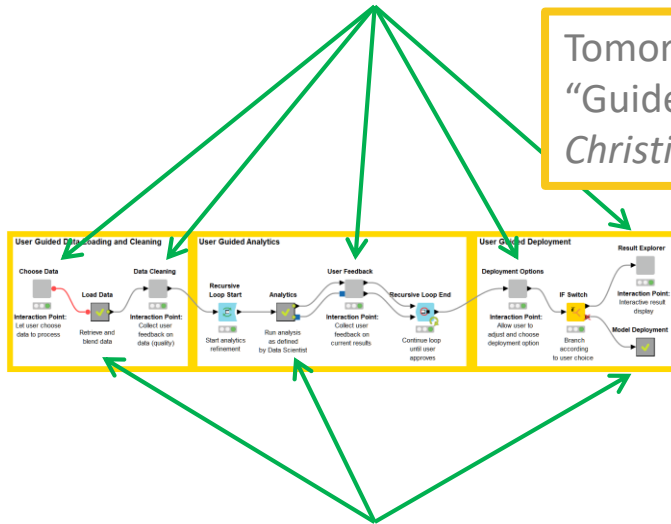 Tomor
“Guide
Christi
User Guided Data Loading and Cleaning
Choose Data
Interaction Point:
Let user choose
data to process
Load Data
Retrieve and
blend data
Data Cleaning
Interaction Point:
Collect user
feedback on
data (quality)
User Guided Analytics
Recursive
Loop Start
Start analytics
refinement
Analytics
Run analysis
as defined
by Data Scientist
User Feedback
Interaction Point:
Collect user
feedback on
current results
Recursive Loop End
Continue loop
until user
approves
User Guided Deployment
Deployment Options
Interaction Point:
Allow user to
adjust and choose
deployment option
IF Switch
Branch
according
to user choice
Result Explorer
Interaction Point:
Interactive result
display
Model Deployment